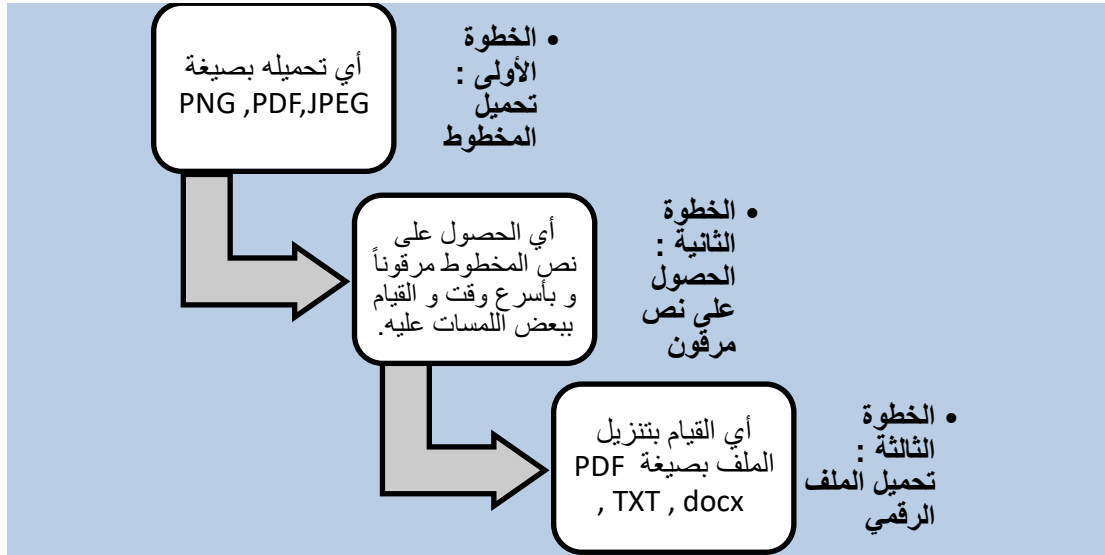 • الخطوة
الأولى :
تحميل
المخطوط
أي تحميله بصيغة
PNG ,PDF,JPEG
• الخطوة
الثانية :
الحصول
على نص
مرقون
أي الحصول على
نص المخطوط مرقوناً
و بأسرع وقت و القيام
ببعض اللمسات عليه.
• الخطوة
الثالثة :
تحميل الملف
الرقمي
أي القيام بتنزيل
الملف بصيغة PDF
, TXT , docx